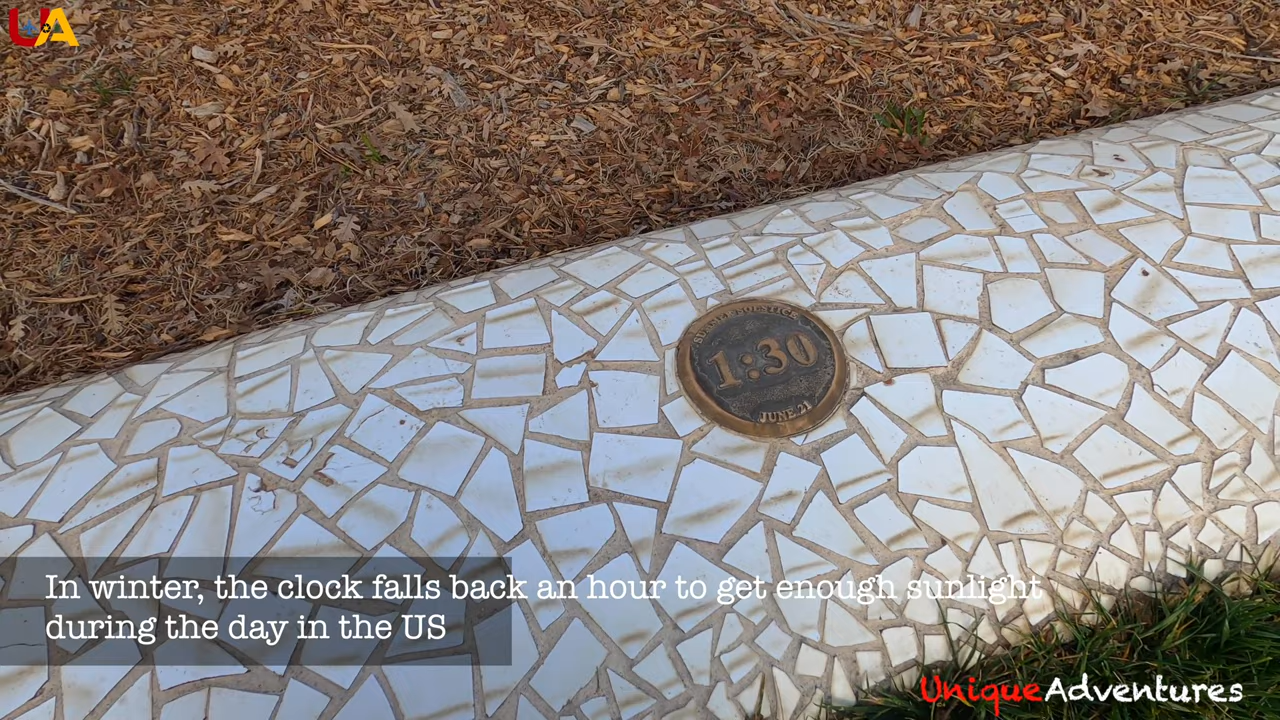 UA
SUMMER SOLSTICE
1:30
JUNE 21
In winter, the clock falls back an hour to get enough sunlight
during the day in the US
UniqueAdventures